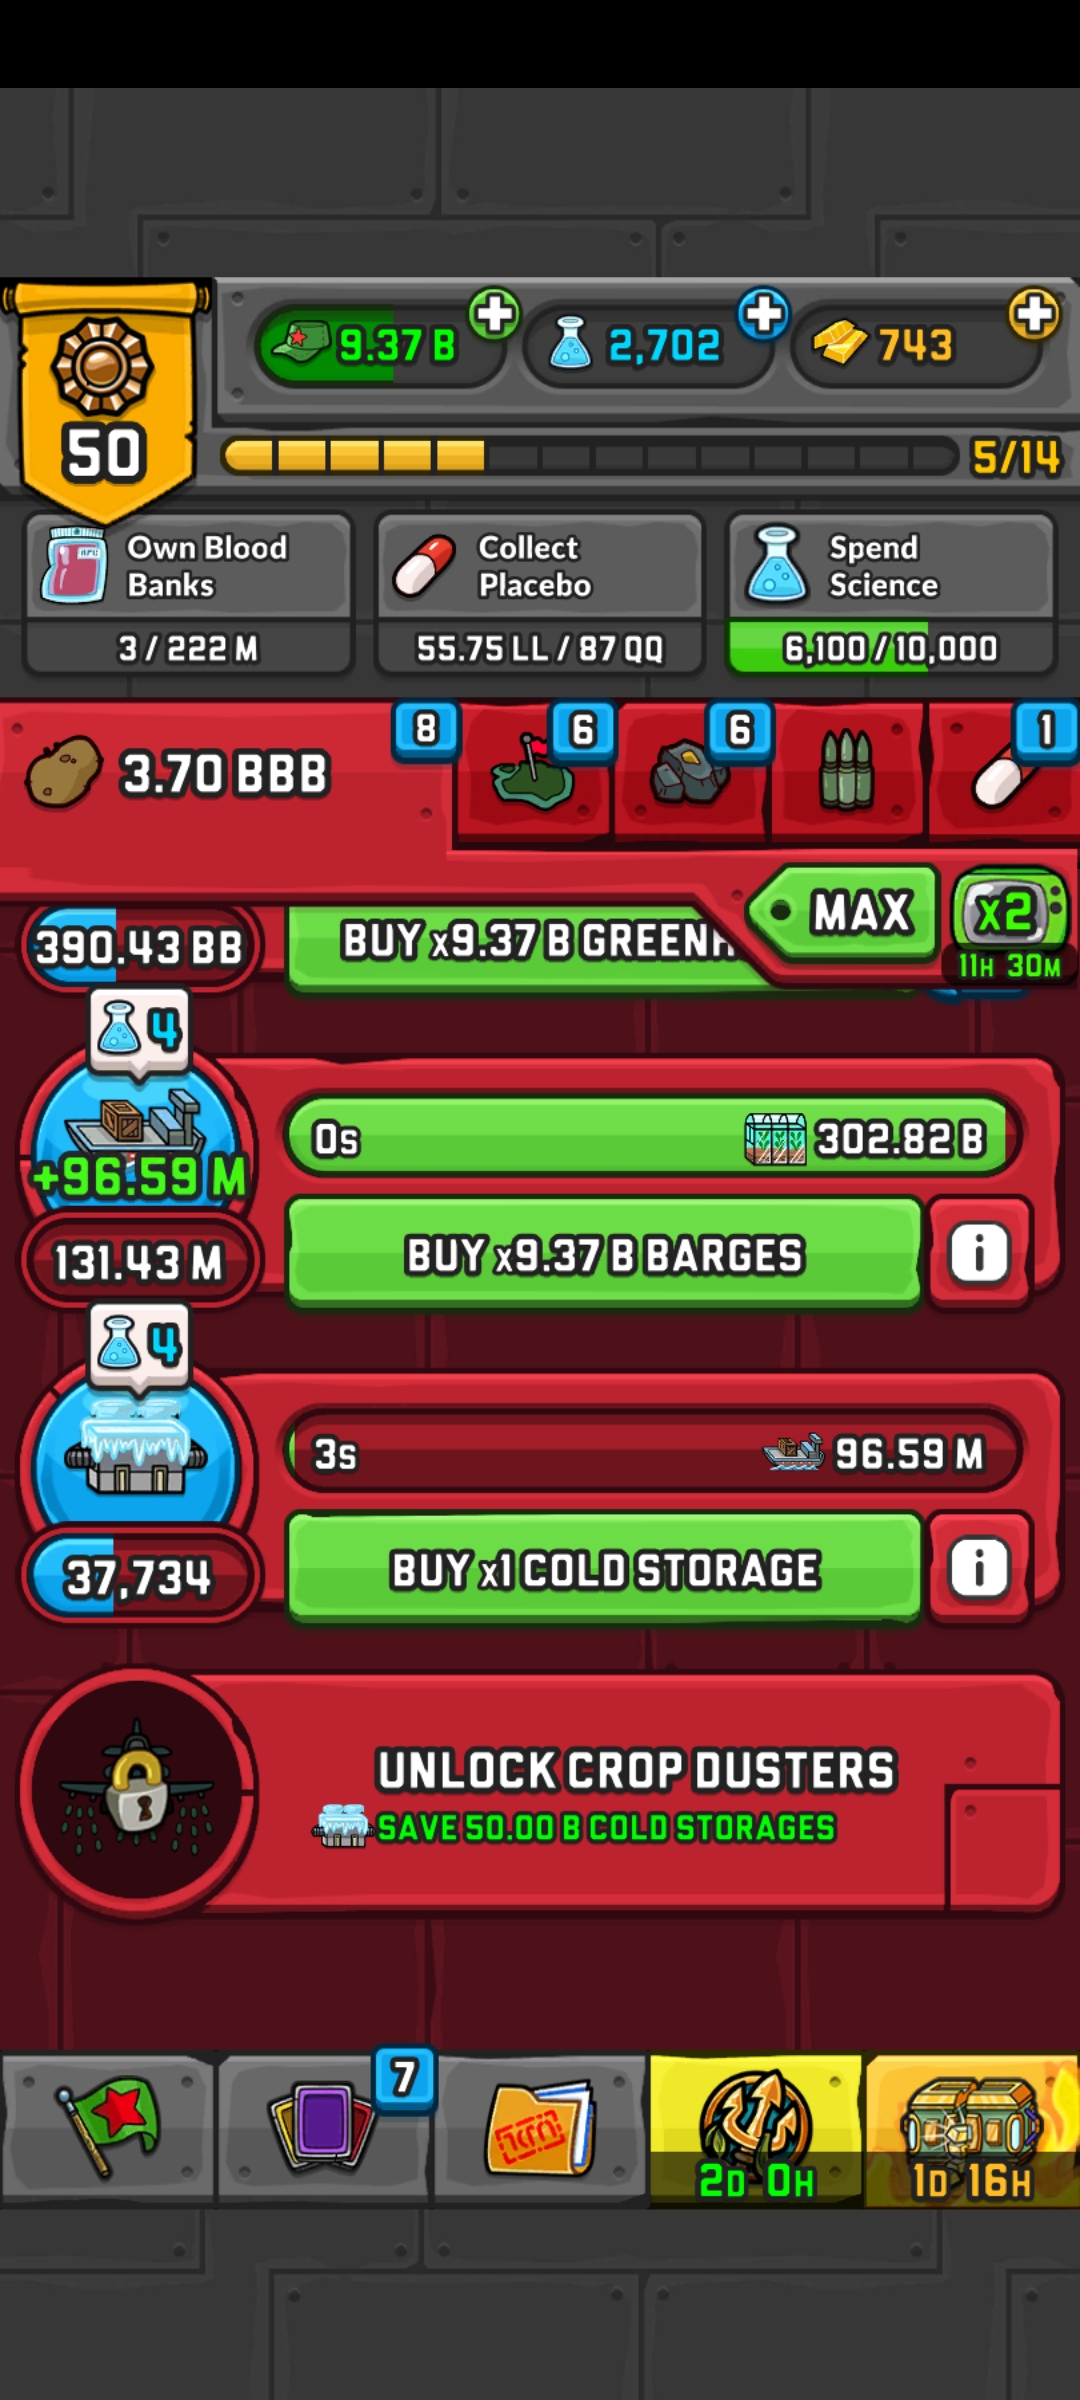 9.37 B
2,702
743
50
5/14
Own Blood
Banks
3 / 222 M
Collect
Placebo
55.75 LL / 87 QQ
Spend
Science
6,100 / 10,000
3.70 BBB
8
6
6
1
MAX
x2
11H 30M
390.43 BB
BUY x9.37 B
4
+96.59 M
131.43 M
0s
302.82 B
BUY x9.37 B BARGES
i
4
37,734
3s
96.59 M
BUY x1 COLD STORAGE
i
UNLOCK CROP DUSTERS
SAVE 50.00 B COLD STORAGES
7
2D 0H
1D 16H